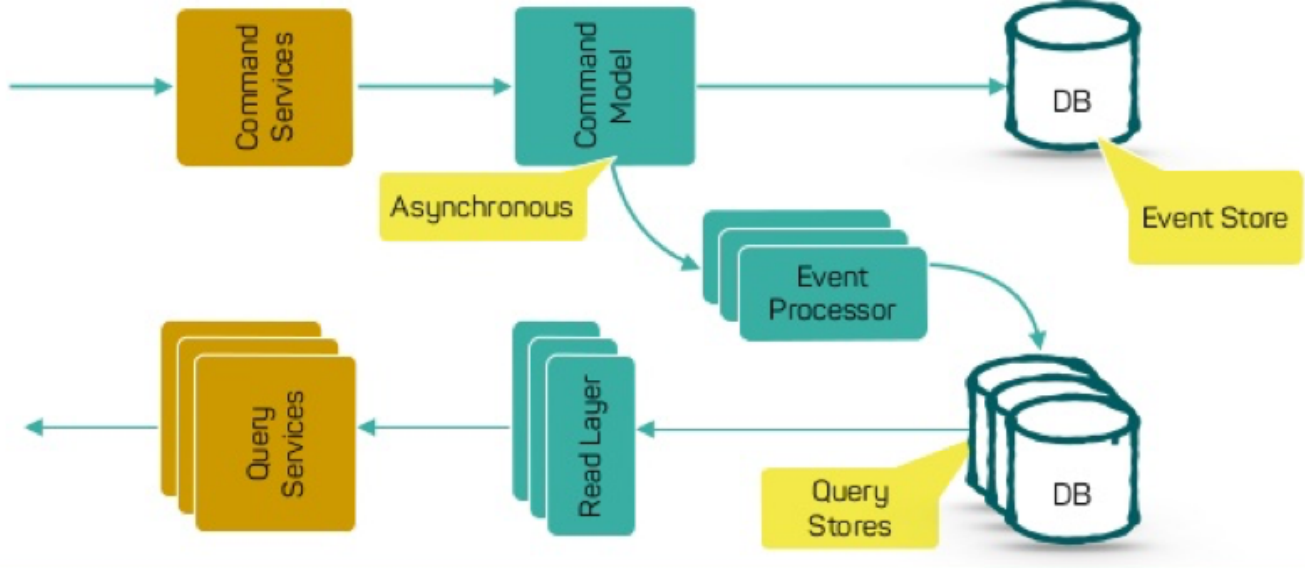 Command
Services
Command
Model
DB
Asynchronous
Event Store
Event
Processor
Query
Services
Read Layer
Query
Stores
DB